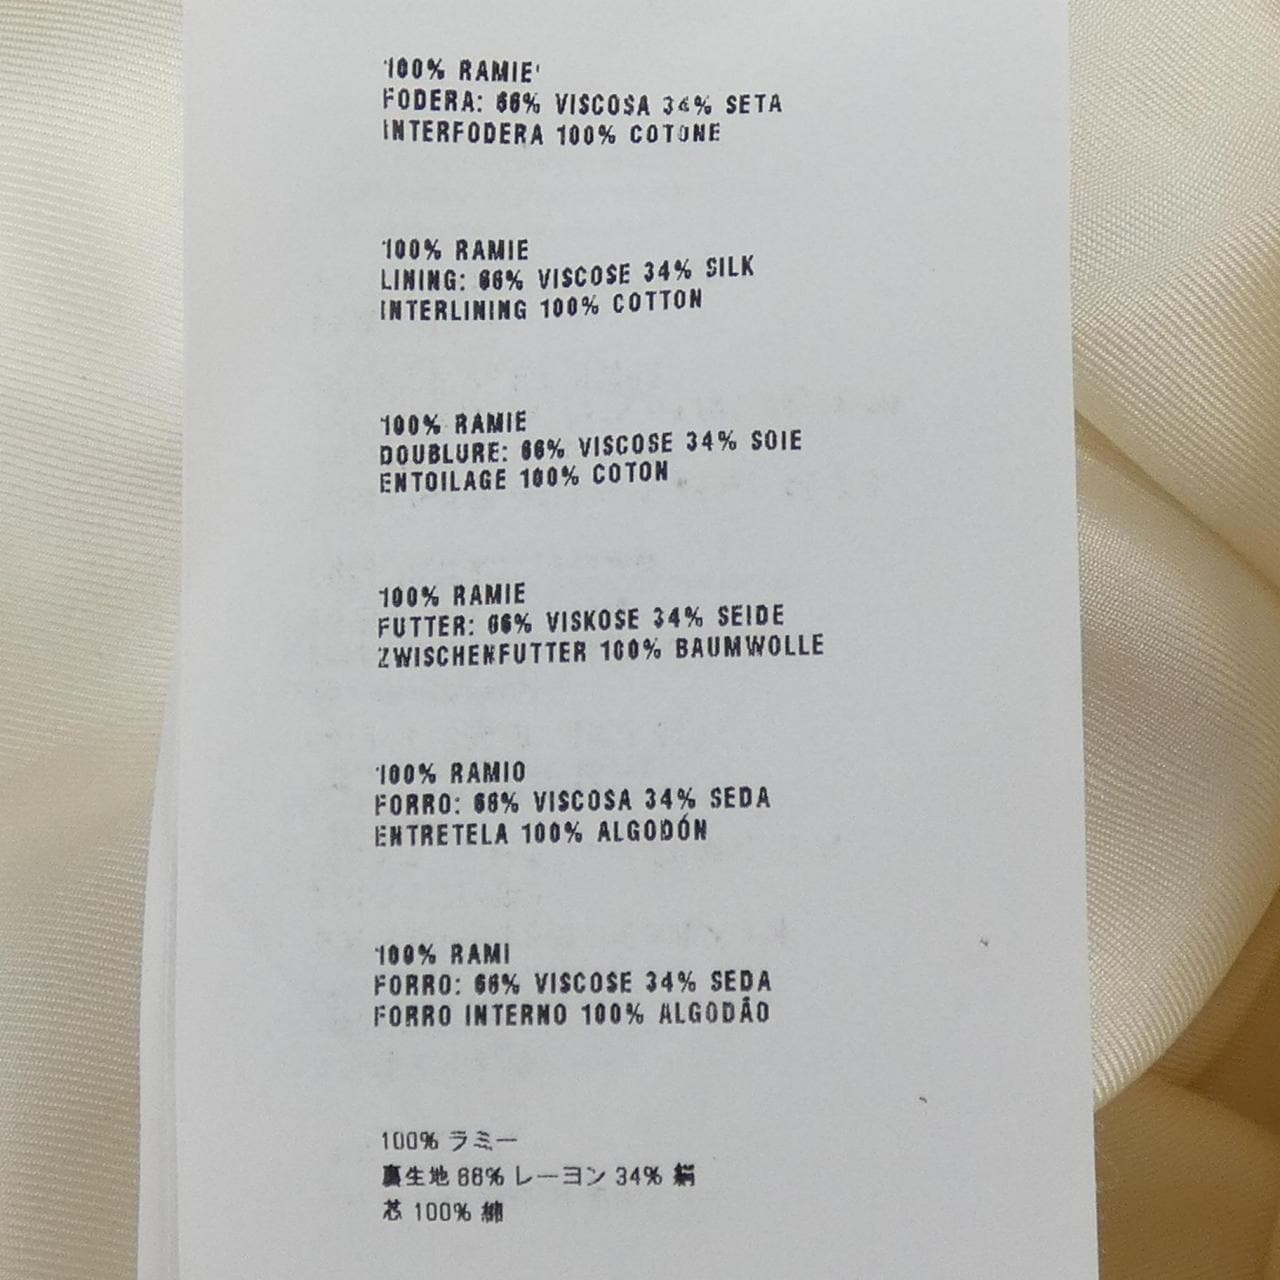 100% RAMIE'
FODERA: 66% VISCOSA 34% SETA
INTERFODERA 100% COTONE
100% RAMIE
LINING: 66% VISCOSE 34% SILK
INTERLINING 100% COTTON
100% RAMIE
DOUBLURE: 66% VISCOSE 34% SOIE
ENTOILAGE 100% COTON
100% RAMIE
FUTTER: 66% VISKOSE 34% SEIDE
ZWISCHENFUTTER 100% BAUMWOLLE
100% RAMIO
FORRO: 66% VISCOSA 34% SEDA
ENTRETELA 100% ALGODÓN
100% RAMI
FORRO: 66% VISCOSE 34% SEDA
FORRO INTERNO 100% ALGODÃO
100% ラミー
裏生地 66% レーヨン 34% 絹
芯 100% 綿